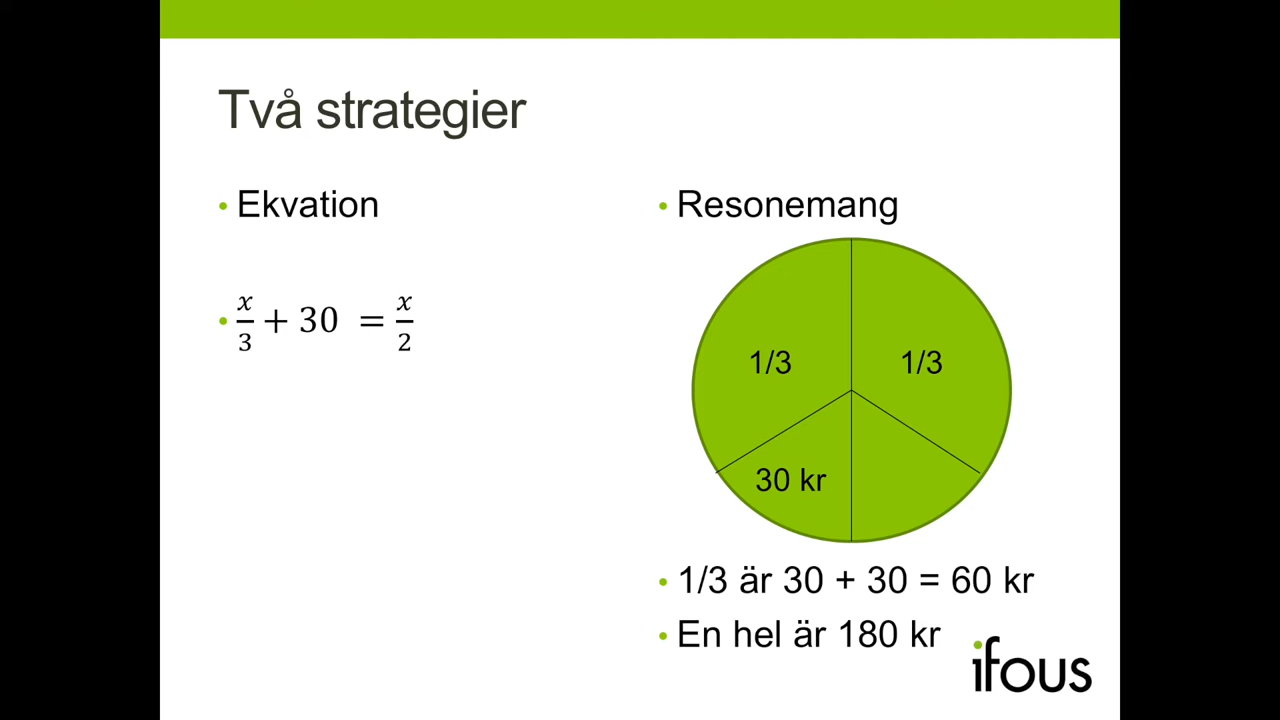 Två strategier
• Ekvation
• x/3 + 30 = x/2
• Resonemang
1/3
1/3
30 kr
• 1/3 är 30 + 30 = 60 kr
• En hel är 180 kr
ifous